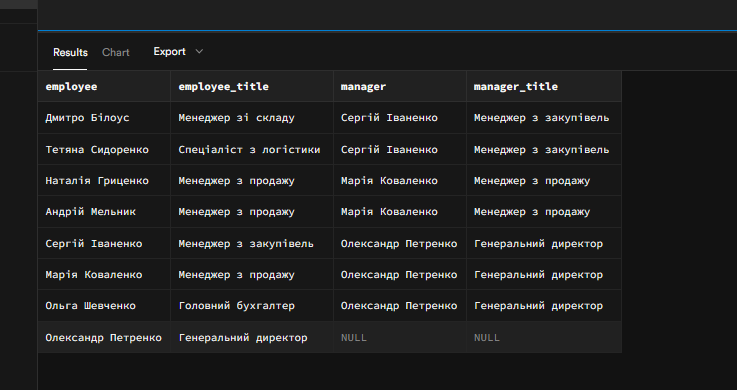 Results Chart Export
employee employee_title manager manager_title
Дмитро Білоус Менеджер зі складу Сергій Іваненко Менеджер з закупівель
Тетяна Сидоренко Спеціаліст з логістики Сергій Іваненко Менеджер з закупівель
Наталія Гриценко Менеджер з продажу Марія Коваленко Менеджер з продажу
Андрій Мельник Менеджер з продажу Марія Коваленко Менеджер з продажу
Сергій Іваненко Менеджер з закупівель Олександр Петренко Генеральний директор
Марія Коваленко Менеджер з продажу Олександр Петренко Генеральний директор
Ольга Шевченко Головний бухгалтер Олександр Петренко Генеральний директор
Олександр Петренко Генеральний директор NULL NULL